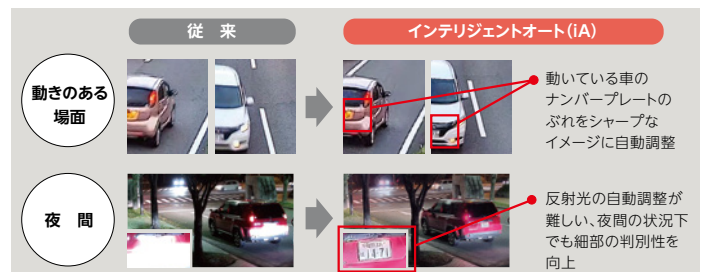 従 来
インテリジェントオート(iA)
動きのある
場面
動いている車の
ナンバープレートの
ぶれをシャープな
イメージに自動調整
夜 間
14-71
反射光の自動調整が
難しい、夜間の状況下
でも細部の判別性を
向上